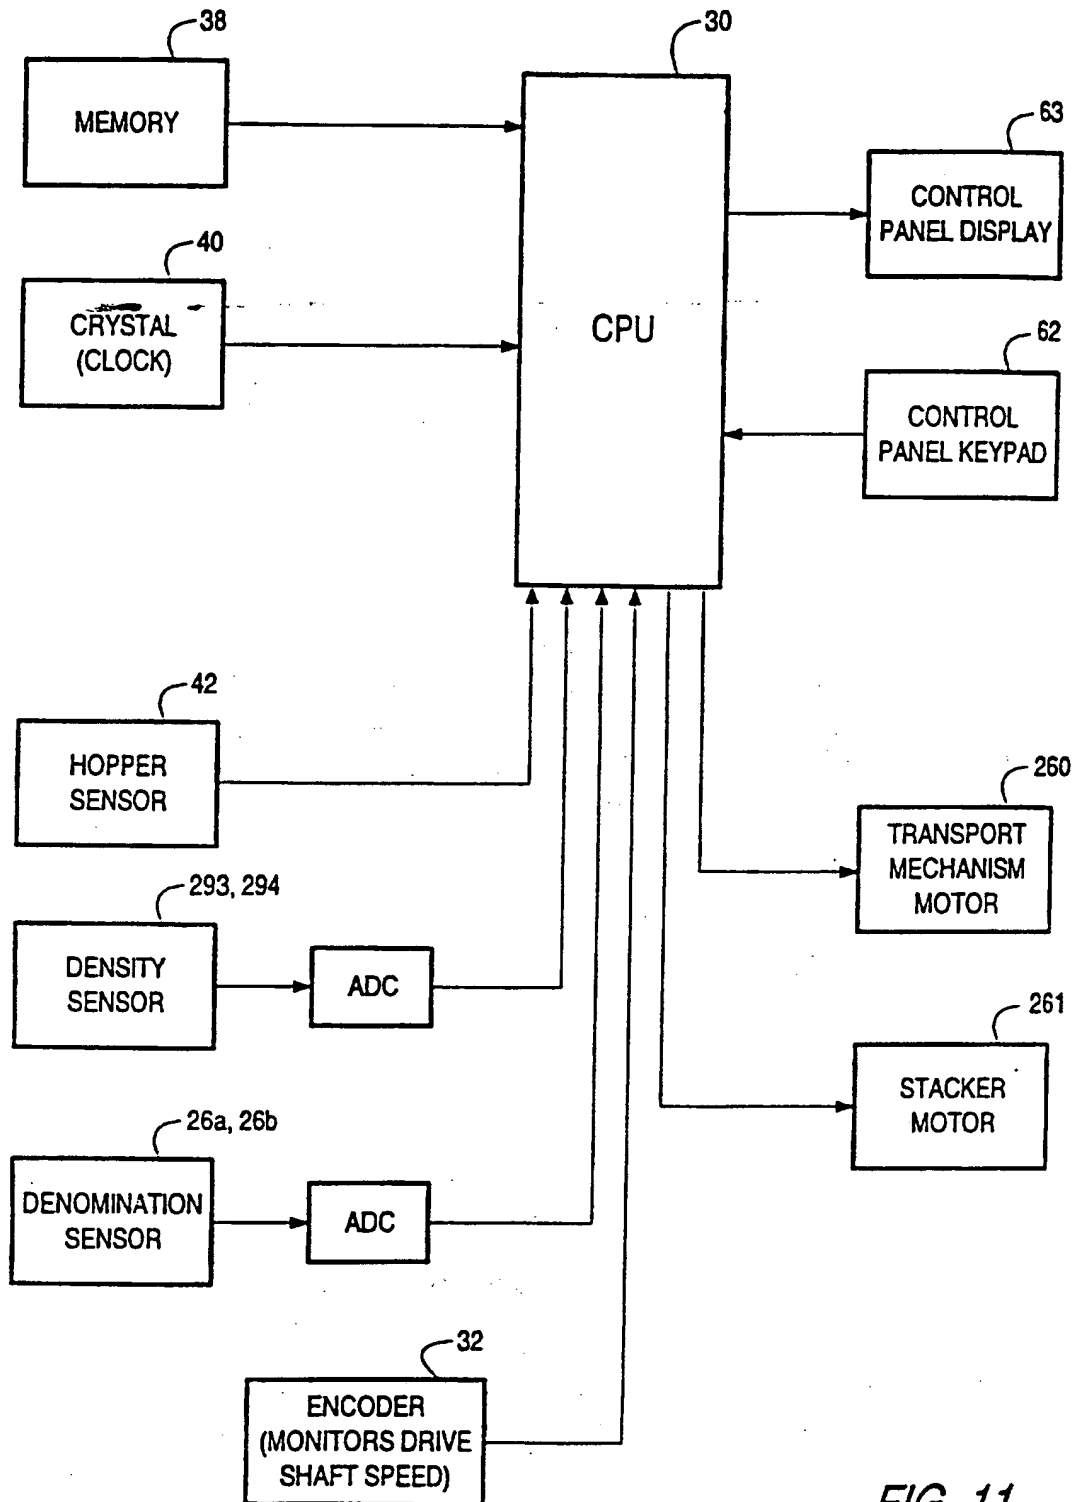 38
MEMORY
30
CPU
63
CONTROL
PANEL DISPLAY
40
CRYSTAL
(CLOCK)
62
CONTROL
PANEL KEYPAD
42
HOPPER
SENSOR
260
TRANSPORT
MECHANISM
MOTOR
293, 294
DENSITY
SENSOR
ADC
261
STACKER
MOTOR
26a, 26b
DENOMINATION
SENSOR
ADC
32
ENCODER
(MONITORS DRIVE
SHAFT SPEED)
FIG. 11